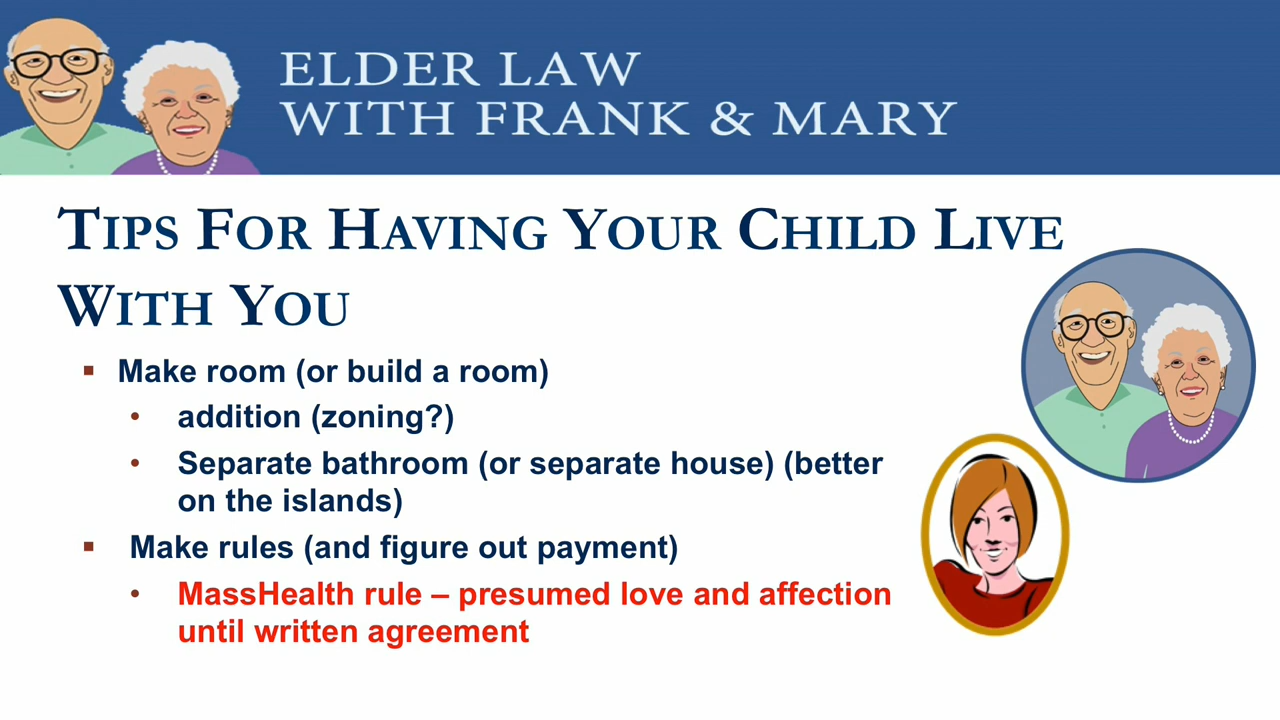 ELDER LAW
WITH FRANK & MARY
TIPS FOR HAVING YOUR CHILD LIVE
WITH YOU
▪ Make room (or build a room)
• addition (zoning?)
• Separate bathroom (or separate house) (better
on the islands)
▪ Make rules (and figure out payment)
• MassHealth rule – presumed love and affection
until written agreement